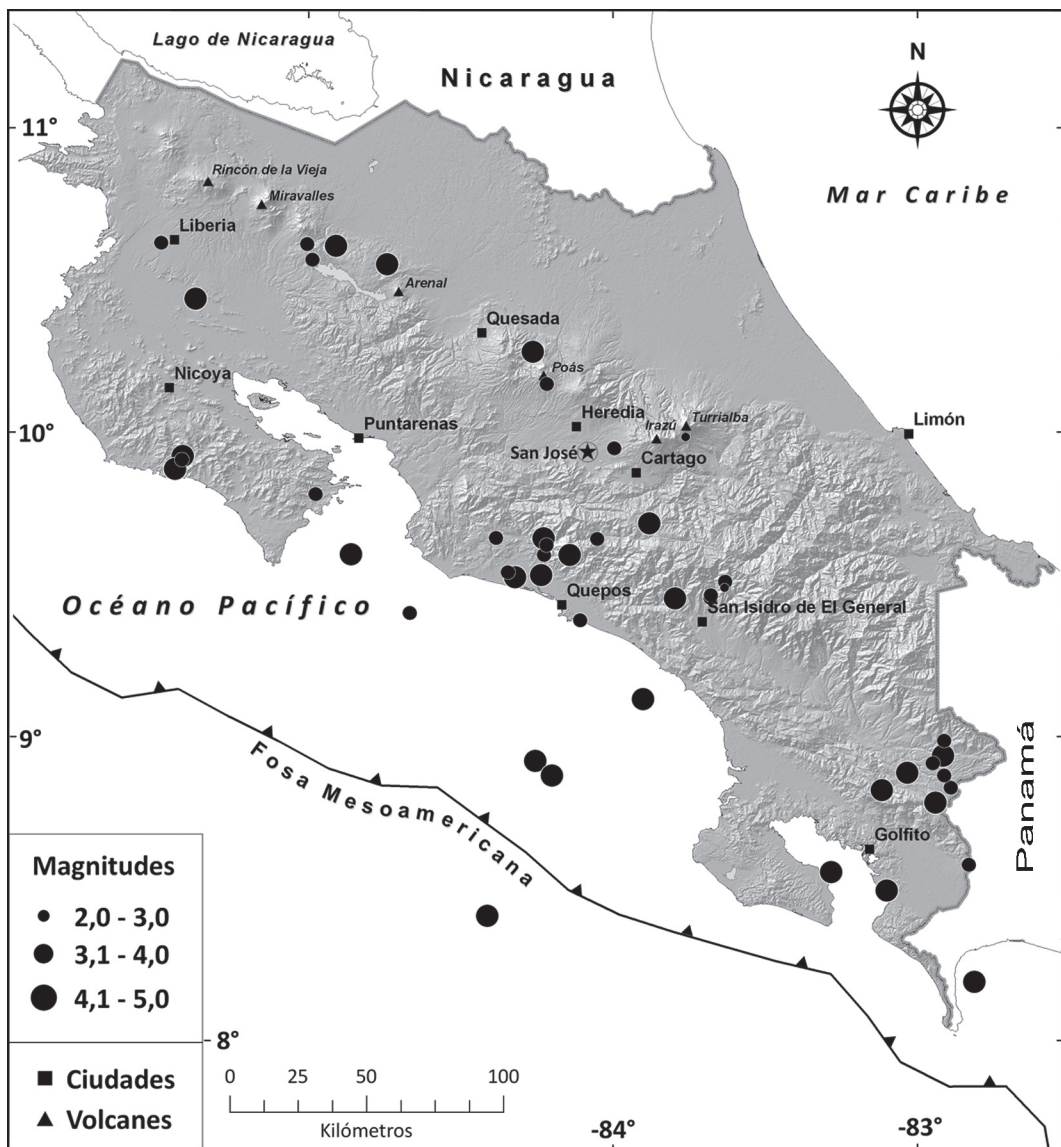 Lago de Nicaragua
Nicaragua
N
11°
Rincón de la Vieja
Miravalles
Mar Caribe
Liberia
Arenal
Quesada
Poás
Nicoya
Heredia
Turrialba
Irazú
Puntarenas
Limón
10°
San José
Cartago
Océano Pacífico
Quepos
San Isidro de El General
9°
Fosa Mesoamericana
Panamá
Golfito
Magnitudes
2,0 - 3,0
3,1 - 4,0
4,1 - 5,0
8°
Ciudades
Volcanes
0 25 50 100
Kilómetros
-84°
-83°